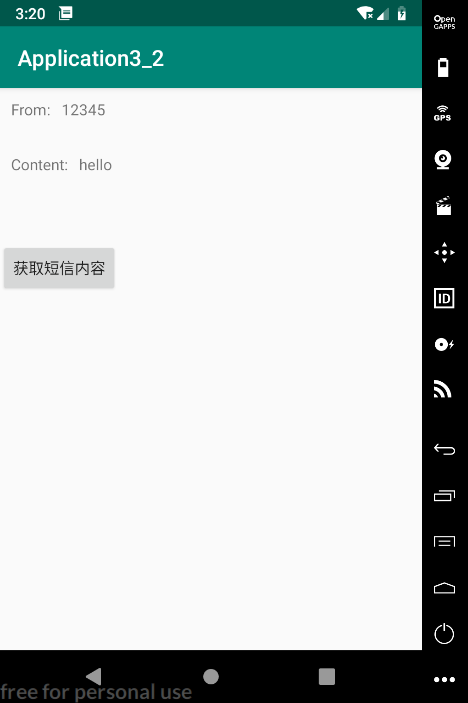 3:20
Open
GAPPS
Application3_2
From: 12345
GPS
Content: hello
获取短信内容
ID
free for personal use